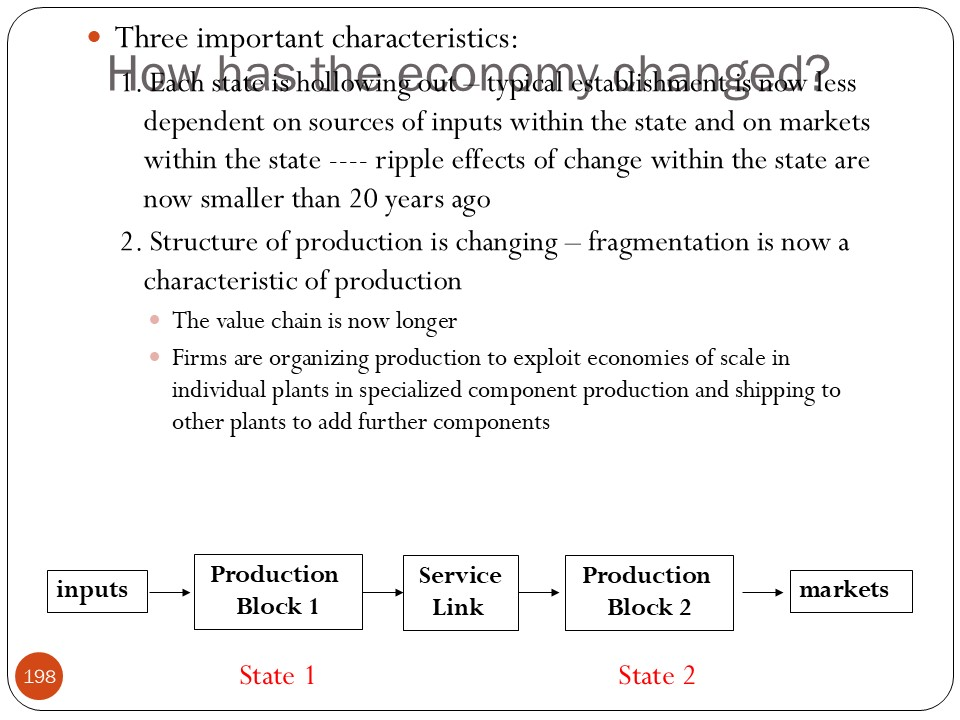 How has the economy changed?
Three important characteristics:
1. Each state is hollowing out – typical establishment is now less
dependent on sources of inputs within the state and on markets
within the state ---- ripple effects of change within the state are
now smaller than 20 years ago
2. Structure of production is changing – fragmentation is now a
characteristic of production
The value chain is now longer
Firms are organizing production to exploit economies of scale in
individual plants in specialized component production and shipping to
other plants to add further components
inputs
Production
Block 1
Service
Link
Production
Block 2
markets
State 1
State 2
198